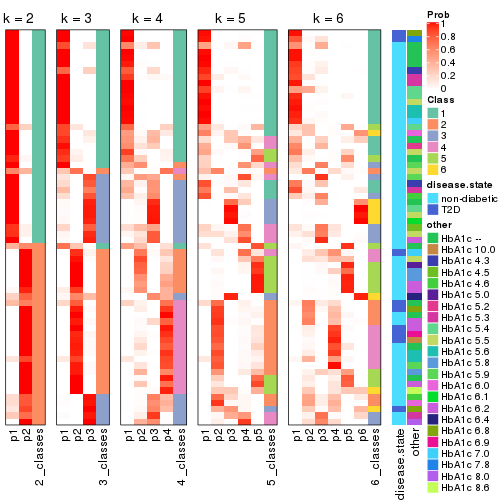 k = 2 k = 3 k = 4 k = 5 k = 6
p1 p2 2_classes p1 p2 p3 3_classes p1 p2 p3 p4 4_classes p1 p2 p3 p4 p5 5_classes p1 p2 p3 p4 p5 p6 6_classes disease.state other
Prob
1
0.8
0.6
0.4
0.2
0
Class
1
2
3
4
5
6
disease.state
non-diabetic
T2D
other
HbA1c --
HbA1c 10.0
HbA1c 4.3
HbA1c 4.5
HbA1c 4.6
HbA1c 5.0
HbA1c 5.2
HbA1c 5.3
HbA1c 5.4
HbA1c 5.5
HbA1c 5.6
HbA1c 5.8
HbA1c 5.9
HbA1c 6.0
HbA1c 6.1
HbA1c 6.2
HbA1c 6.4
HbA1c 6.8
HbA1c 6.9
HbA1c 7.0
HbA1c 7.8
HbA1c 8.0
HbA1c 8.6